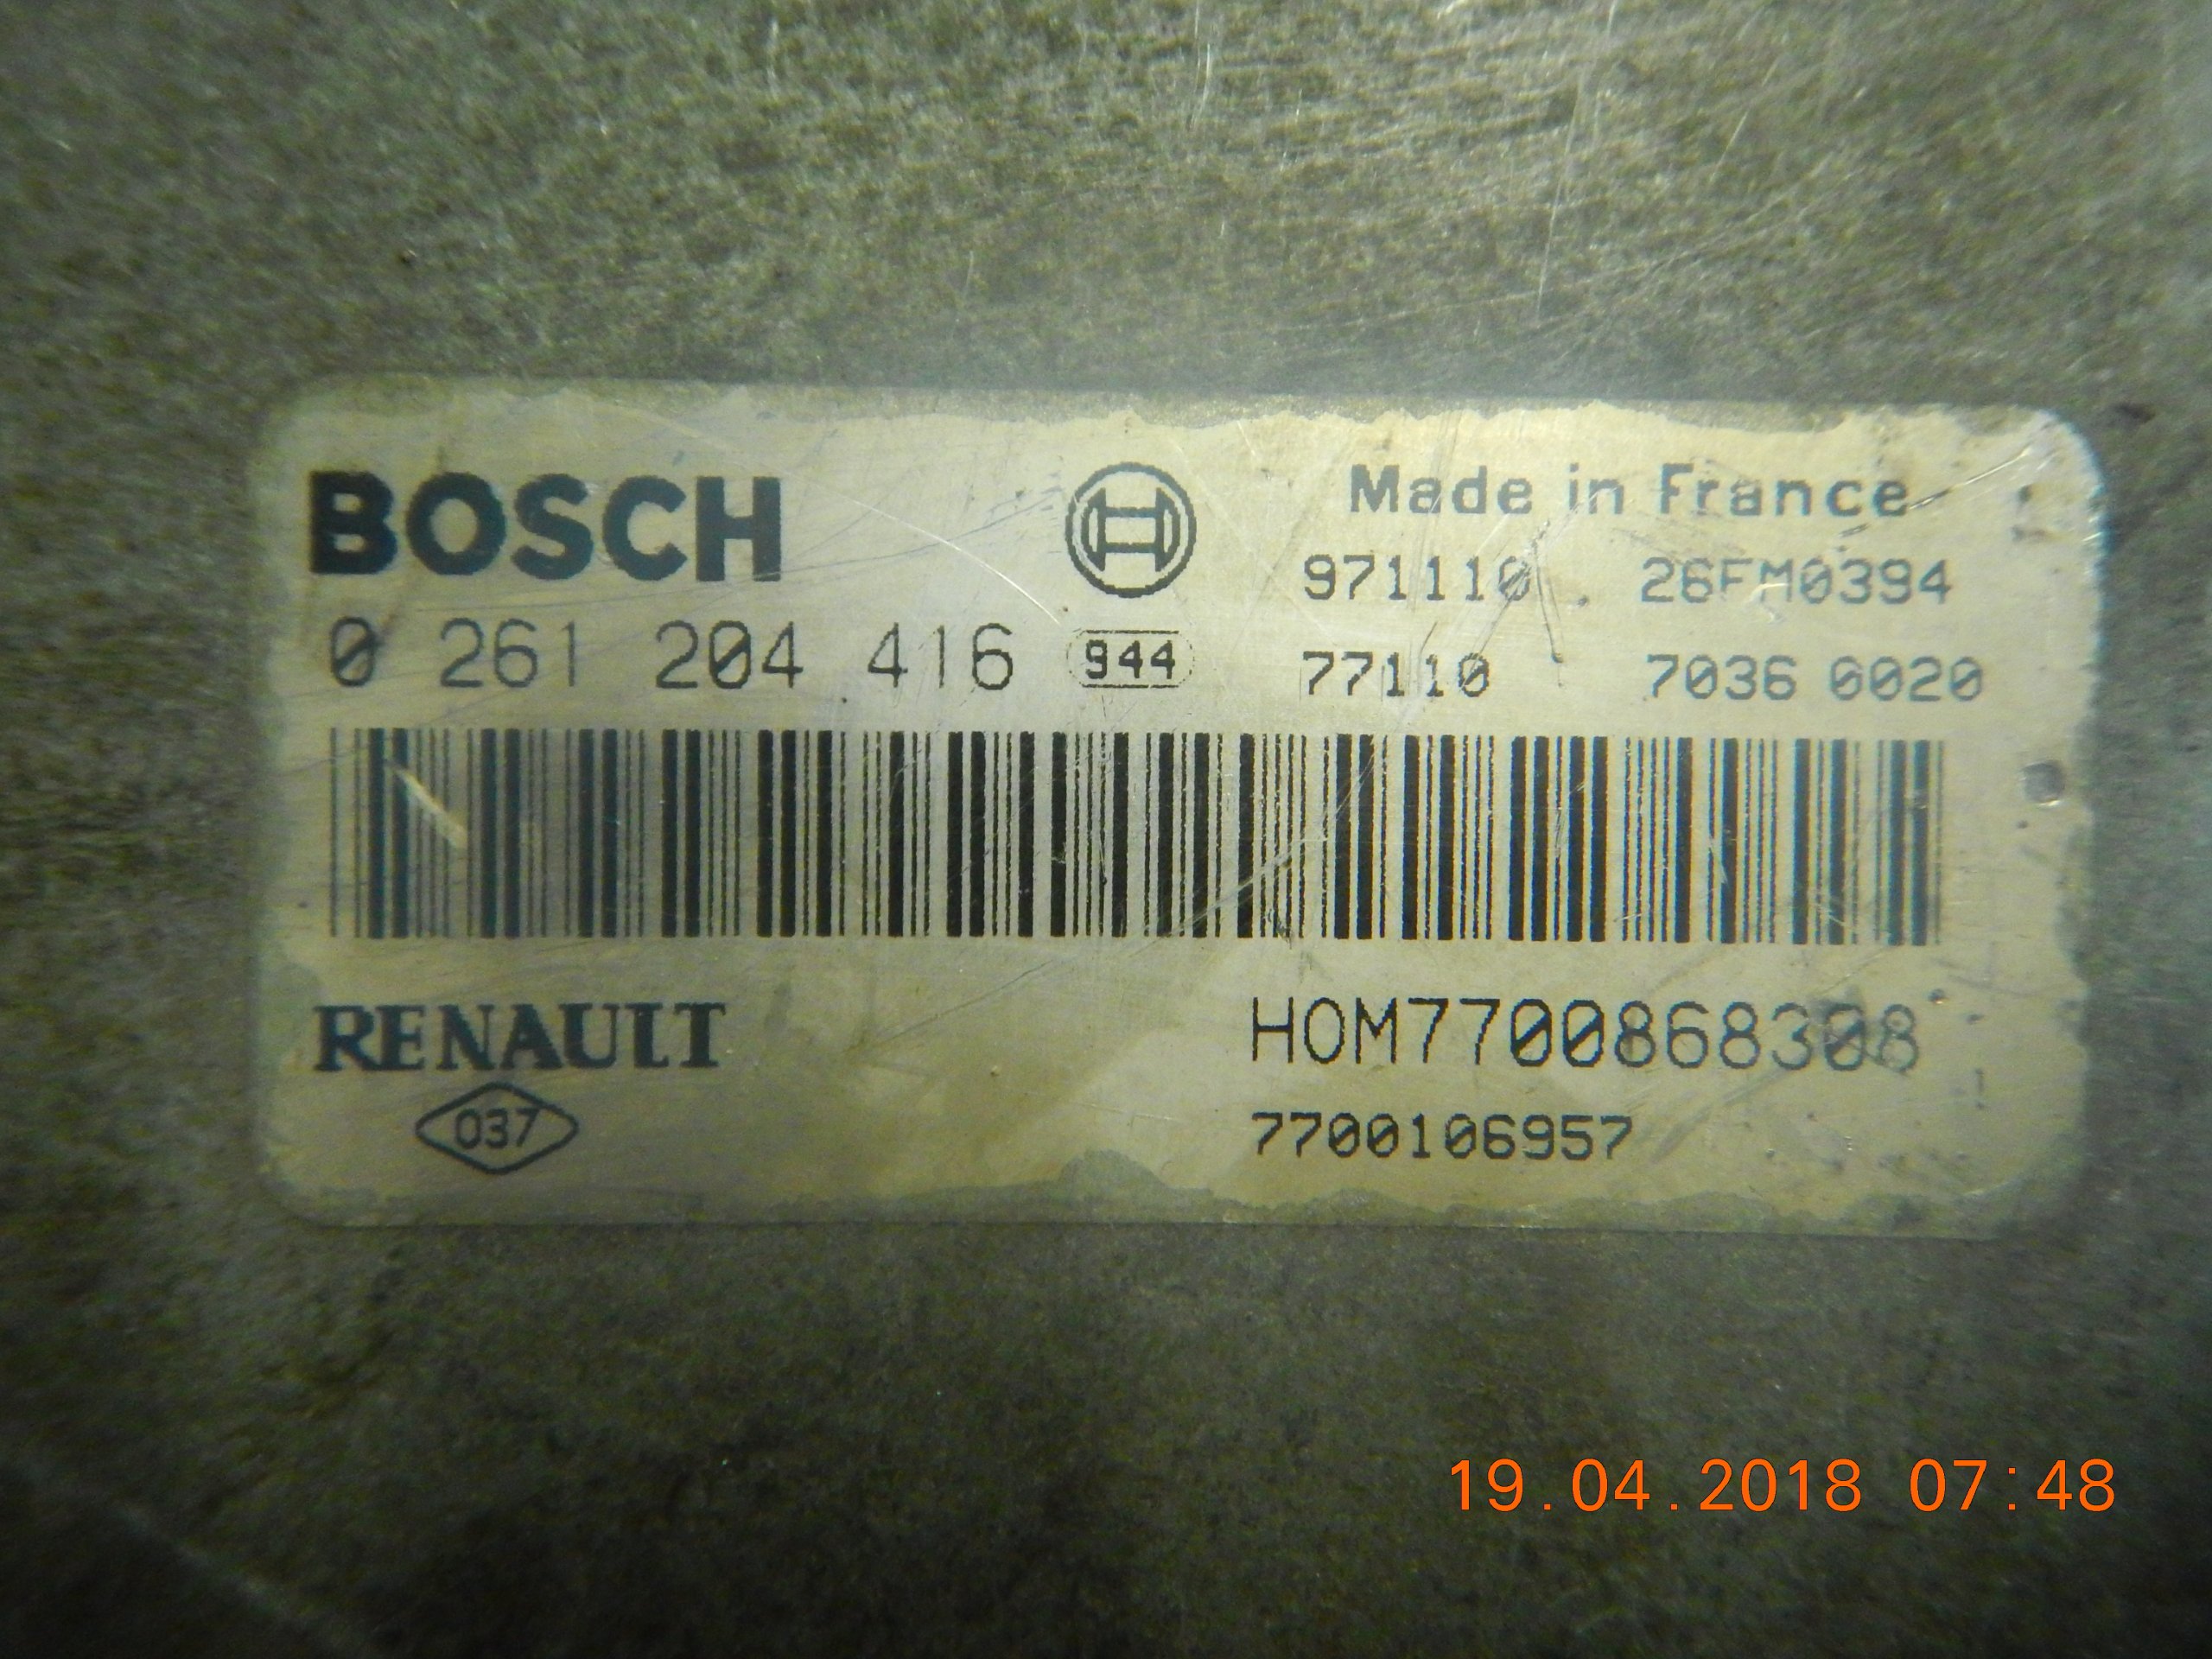 BOSCH
Made in France
971110 . 26FM0394
0 261 204 416 944
77110 7036 0020
RENAULT
HOM7700868308
037
7700106957
19.04.2018 07:48